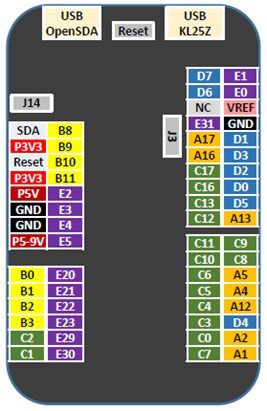 USB OpenSDA
Reset
USB KL25Z
J14
J3
D7 E1
D6 E0
NC VREF
E31 GND
A17 D1
A16 D3
C17 D2
C16 D0
C13 D5
C12 A13
SDA B8
P3V3 B9
Reset B10
P3V3 B11
P5V E2
GND E3
GND E4
P5-9V E5
C11 C9
C10 C8
C6 A5
C5 A4
C4 A12
C3 D4
C0 A2
C7 A1
B0 E20
B1 E21
B2 E22
B3 E23
C2 E29
C1 E30